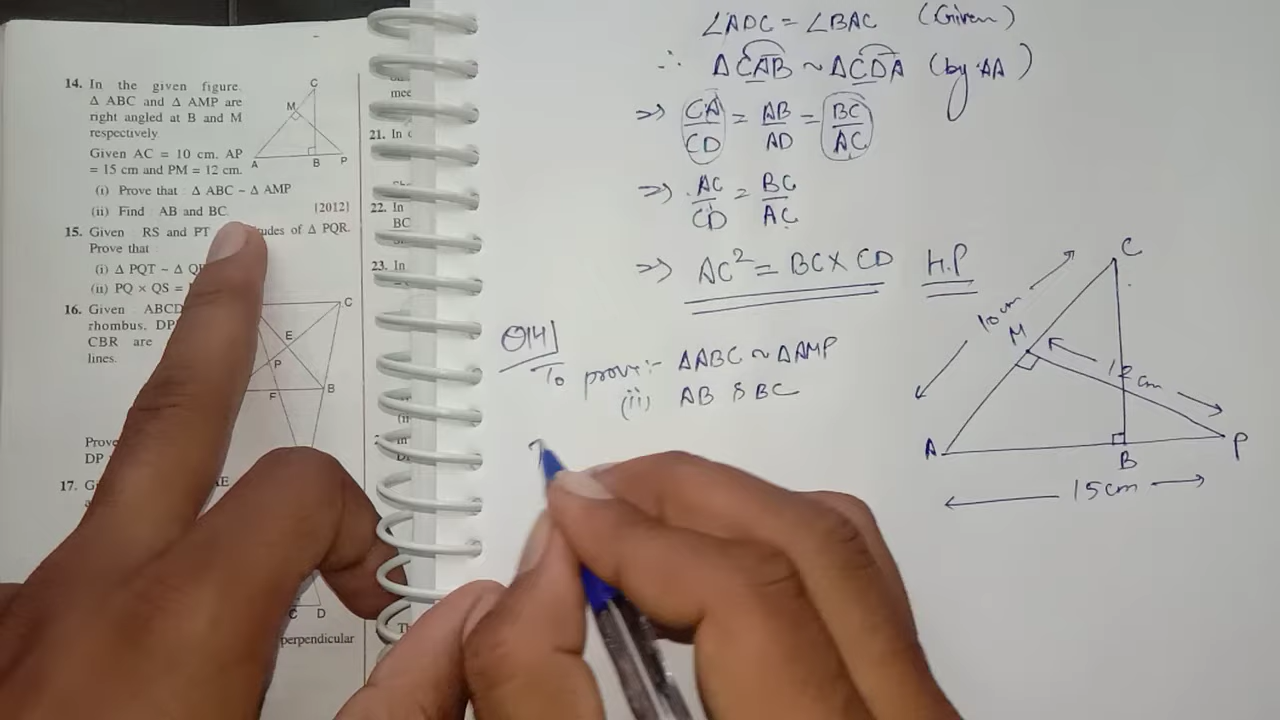 14. In the given figure,
Δ ABC and Δ AMP are
right angled at B and M
respectively.
Given AC = 10 cm. AP
= 15 cm and PM = 12 cm.
(i) Prove that : Δ ABC ~ Δ AMP
(ii) Find : AB and BC. [2012]
C
M
A B P
15. Given RS and PT of Δ PQR.
Prove that :
(i) Δ PQT ~ Δ
(ii) PQ × QS =
16. Given ABCD
rhombus, DP
CBR are
lines.
C
E
P
B
F
Prove
DP
17.
C D
perpendicular
21. In
22. In
BC
23. In
∠ADC = ∠BAC (Given)
∴ ΔCAB ~ ΔCDA (by AA)
=> CA/CD = AB/AD = BC/AC
=> AC/CD = BC/AC
=> AC² = BC × CD H.P
Q14]
To prove:- ΔABC ~ ΔAMP
(ii) AB & BC
C
10 cm
M
12 cm
A B P
15 cm